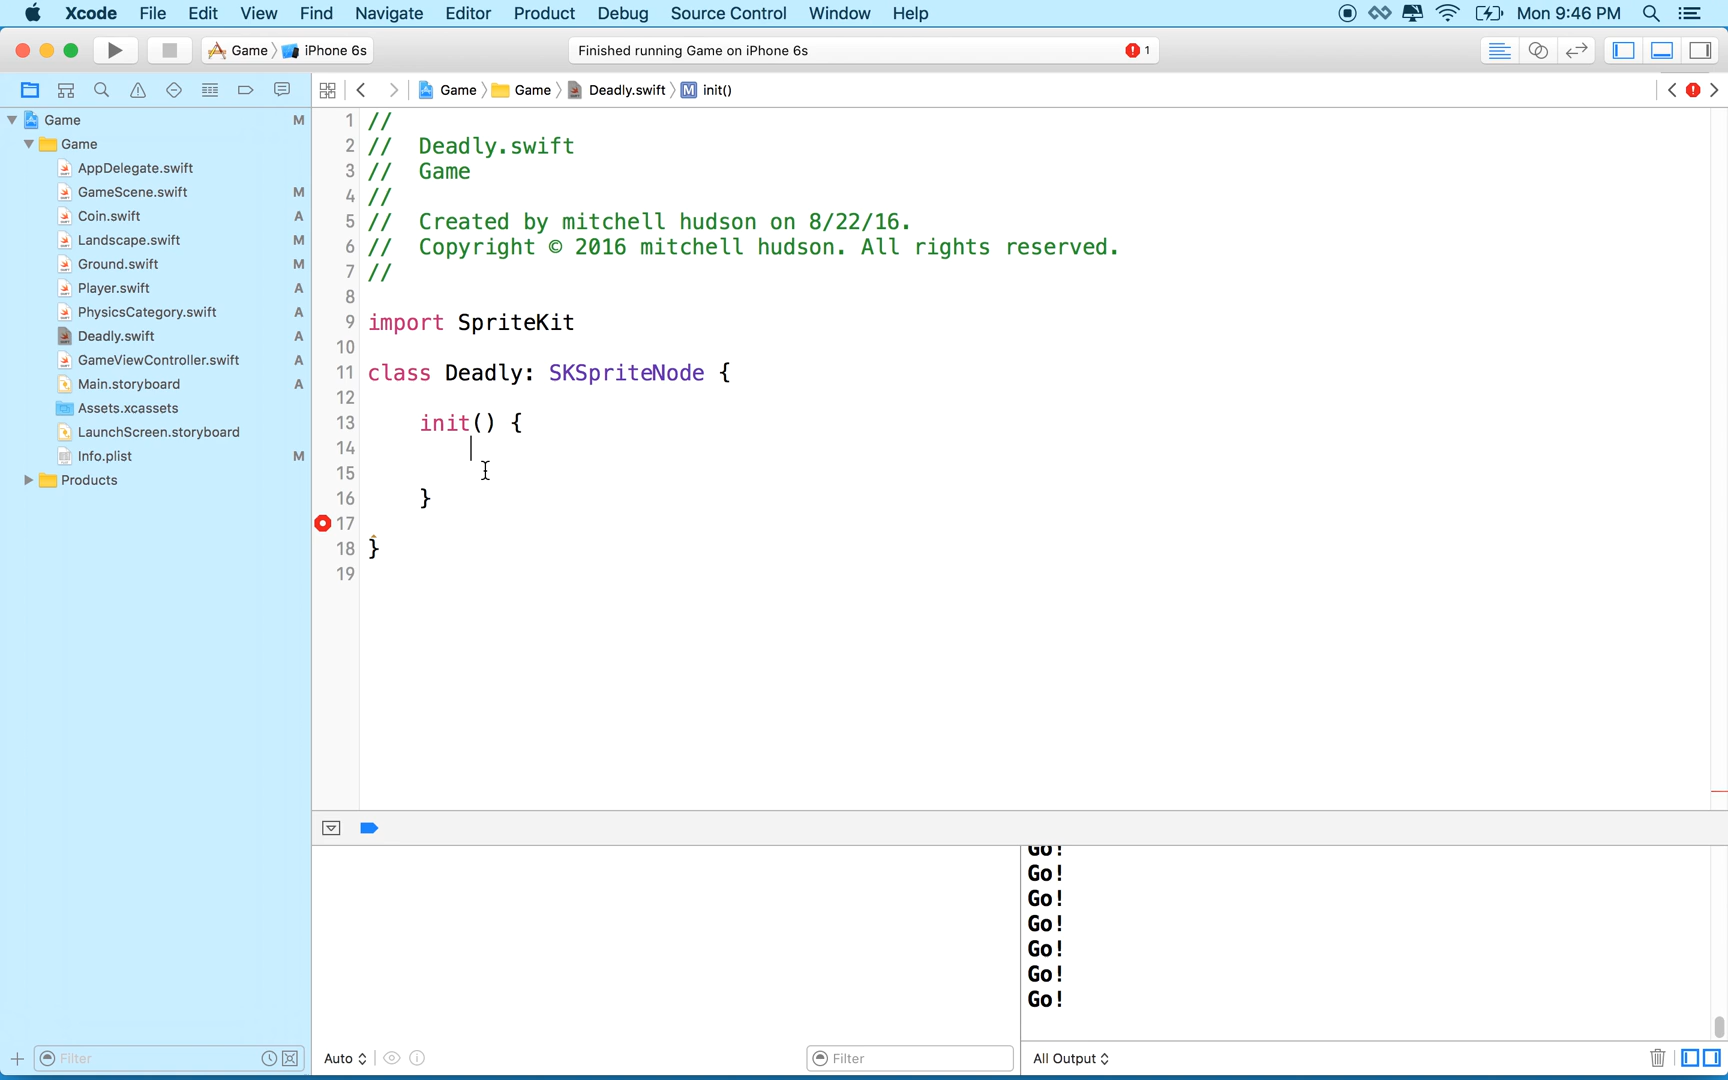 Xcode File Edit View Find Navigate Editor Product Debug Source Control Window Help Mon 9:46 PM
Game iPhone 6s Finished running Game on iPhone 6s 1
Game Game Deadly.swift M init()
Game M
Game
AppDelegate.swift
GameScene.swift M
Coin.swift A
Landscape.swift M
Ground.swift M
Player.swift A
PhysicsCategory.swift A
Deadly.swift A
GameViewController.swift A
Main.storyboard A
Assets.xcassets
LaunchScreen.storyboard
Info.plist M
Products
1 //
2 // Deadly.swift
3 // Game
4 //
5 // Created by mitchell hudson on 8/22/16.
6 // Copyright © 2016 mitchell hudson. All rights reserved.
7 //
8
9 import SpriteKit
10
11 class Deadly: SKSpriteNode {
12
13 init() {
14
15
16 }
17
18 }
19
Go!
Go!
Go!
Go!
Go!
Go!
Go!
Filter Auto Filter All Output